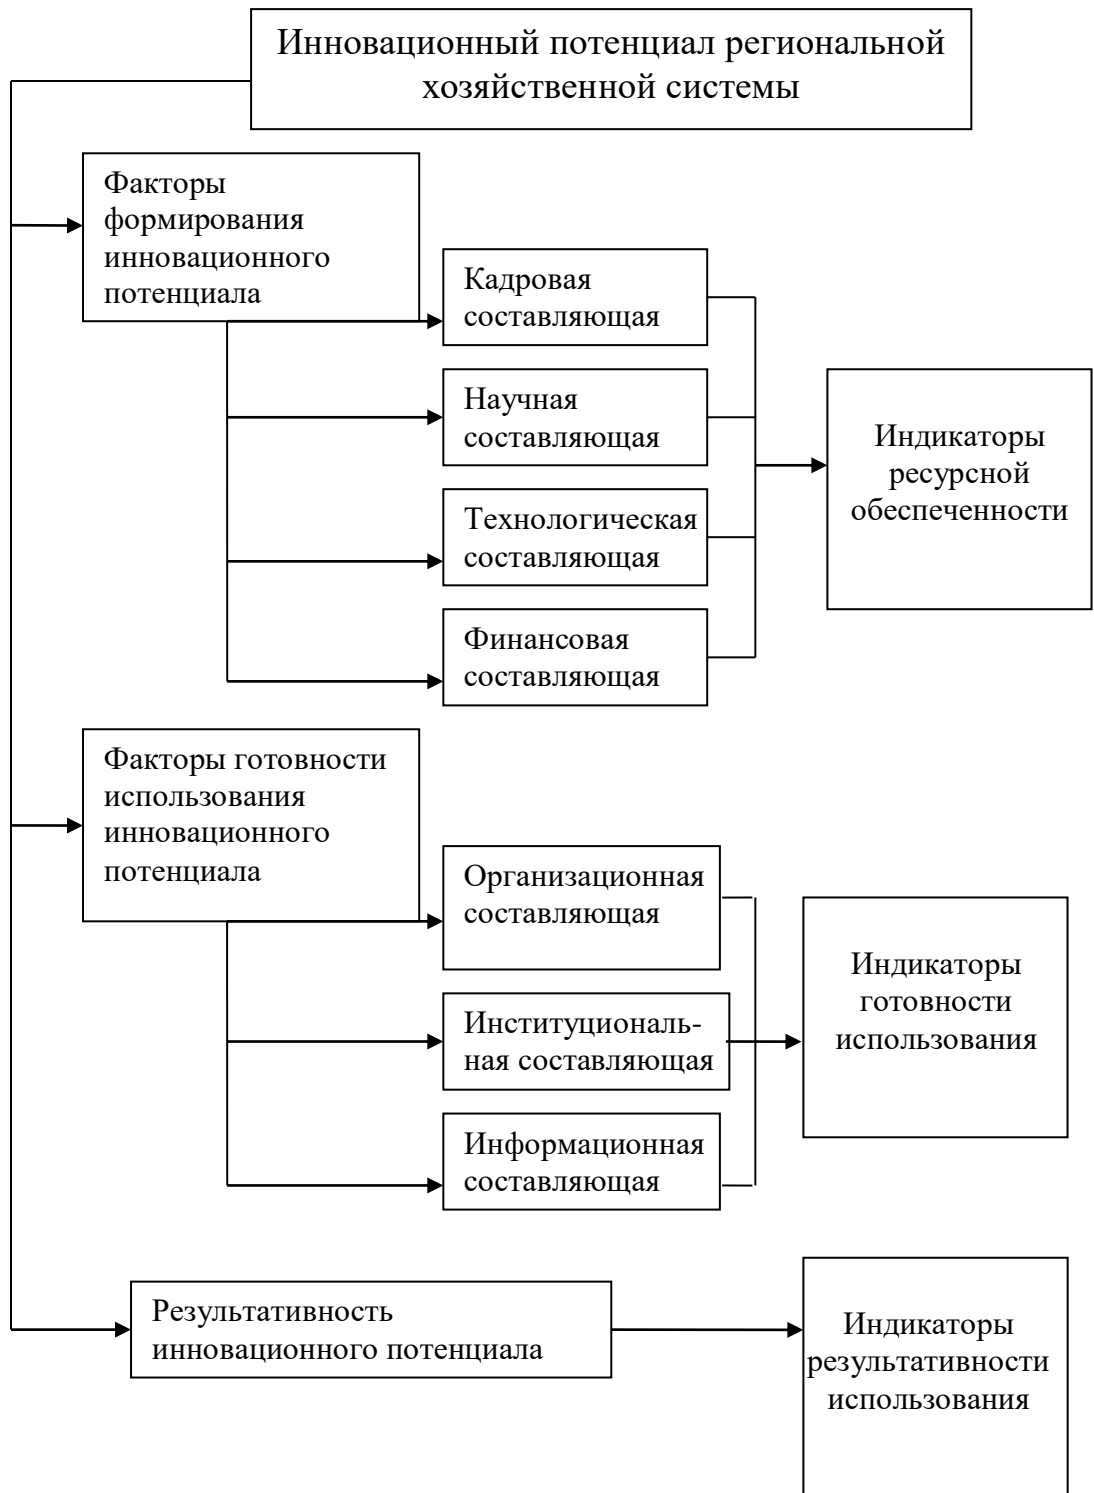 Инновационный потенциал региональной
хозяйственной системы
Факторы
формирования
инновационного
потенциала
Кадровая
составляющая
Научная
составляющая
Технологическая
составляющая
Финансовая
составляющая
Индикаторы
ресурсной
обеспеченности
Факторы готовности
использования
инновационного
потенциала
Организационная
составляющая
Институциональ-
ная составляющая
Информационная
составляющая
Индикаторы
готовности
использования
Результативность
инновационного потенциала
Индикаторы
результативности
использования